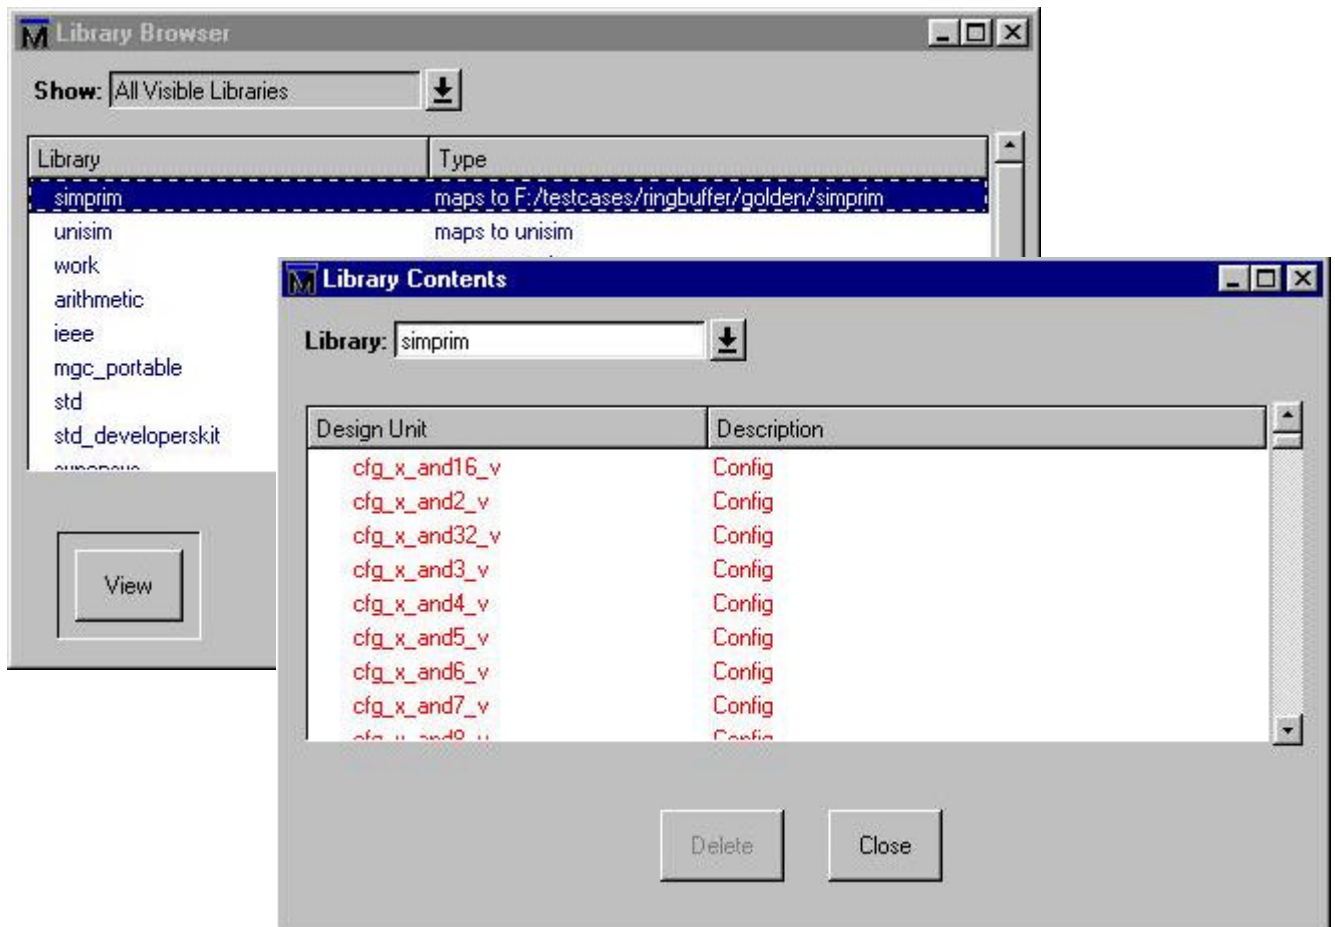 Library Browser
Show: All Visible Libraries
Library Type
simprim maps to F:/testcases/ringbuffer/golden/simprim
unisim maps to unisim
work
arithmetic
ieee
mgc_portable
std
std_developerskit
View
Library Contents
Library: simprim
Design Unit Description
cfg_x_and16_v Config
cfg_x_and2_v Config
cfg_x_and32_v Config
cfg_x_and3_v Config
cfg_x_and4_v Config
cfg_x_and5_v Config
cfg_x_and6_v Config
cfg_x_and7_v Config
Delete Close